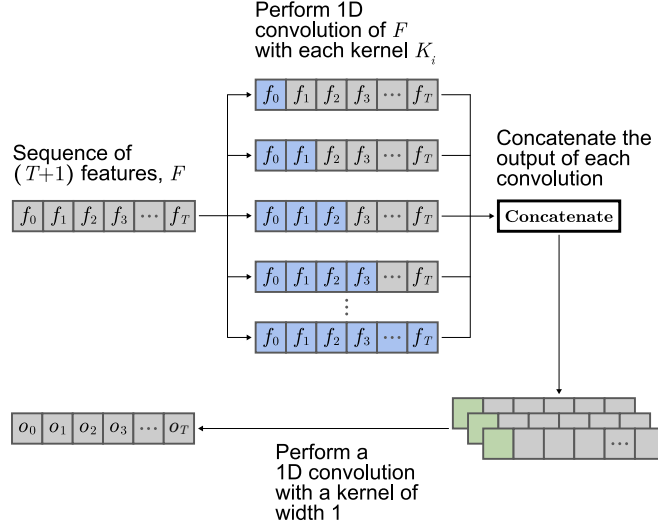 Perform 1D
convolution of F
with each kernel K_i
f_0 f_1 f_2 f_3 ⋯ f_T
f_0 f_1 f_2 f_3 ⋯ f_T
Sequence of
(T+1) features, F
Concatenate the
output of each
convolution
f_0 f_1 f_2 f_3 ⋯ f_T
f_0 f_1 f_2 f_3 ⋯ f_T
Concatenate
f_0 f_1 f_2 f_3 ⋯ f_T
⋮
f_0 f_1 f_2 f_3 ⋯ f_T
o_0 o_1 o_2 o_3 ⋯ o_T
⋯
Perform a
1D convolution
with a kernel of
width 1